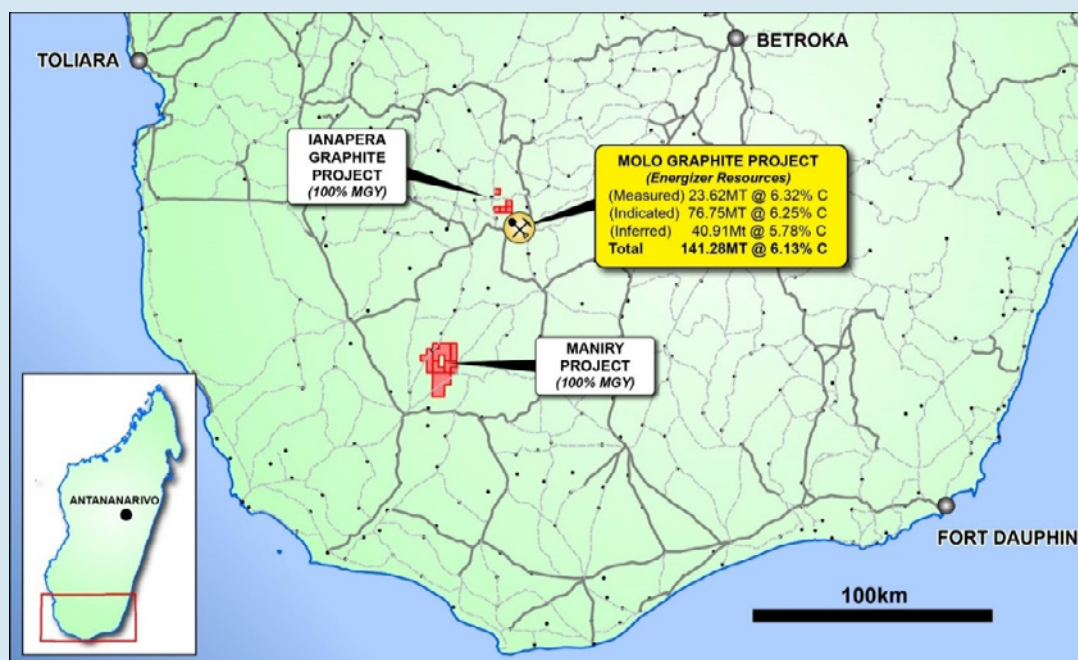 BETROKA
TOLIARA
IANAPERA
GRAPHITE
PROJECT
(100% MGY)
MOLO GRAPHITE PROJECT
(Energizer Resources)
(Measured) 23.62MT @ 6.32% C
(Indicated) 76.75MT @ 6.25% C
(Inferred) 40.91Mt @ 5.78% C
Total 141.28MT @ 6.13% C
MANIRY
PROJECT
(100% MGY)
ANTANANARIVO
FORT DAUPHIN
100km